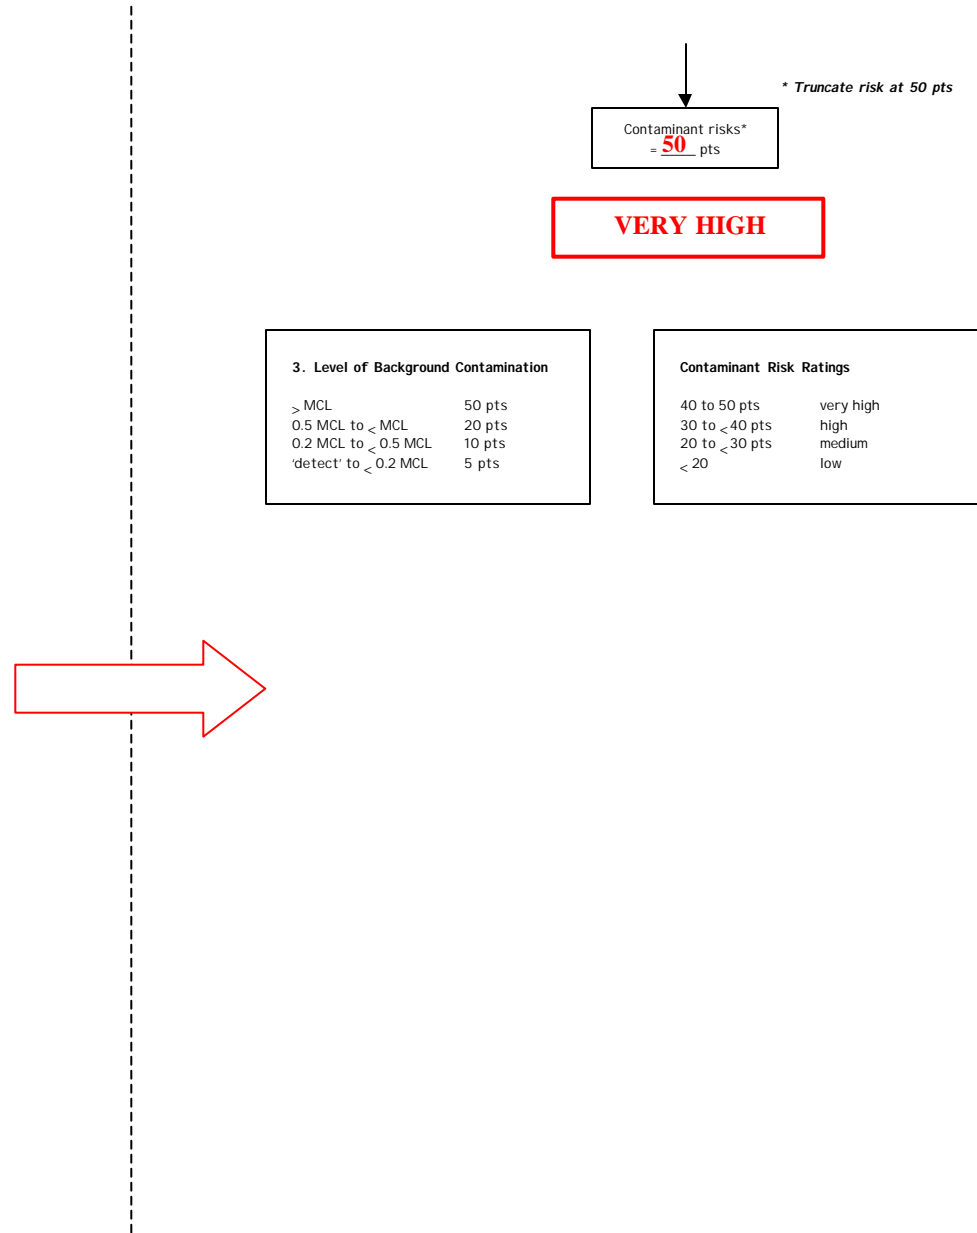 * Truncate risk at 50 pts
Contaminant risks*
= 50 pts
VERY HIGH
3. Level of Background Contamination
> MCL 50 pts
0.5 MCL to < MCL 20 pts
0.2 MCL to < 0.5 MCL 10 pts
'detect' to < 0.2 MCL 5 pts
Contaminant Risk Ratings
40 to 50 pts very high
30 to < 40 pts high
20 to < 30 pts medium
< 20 low